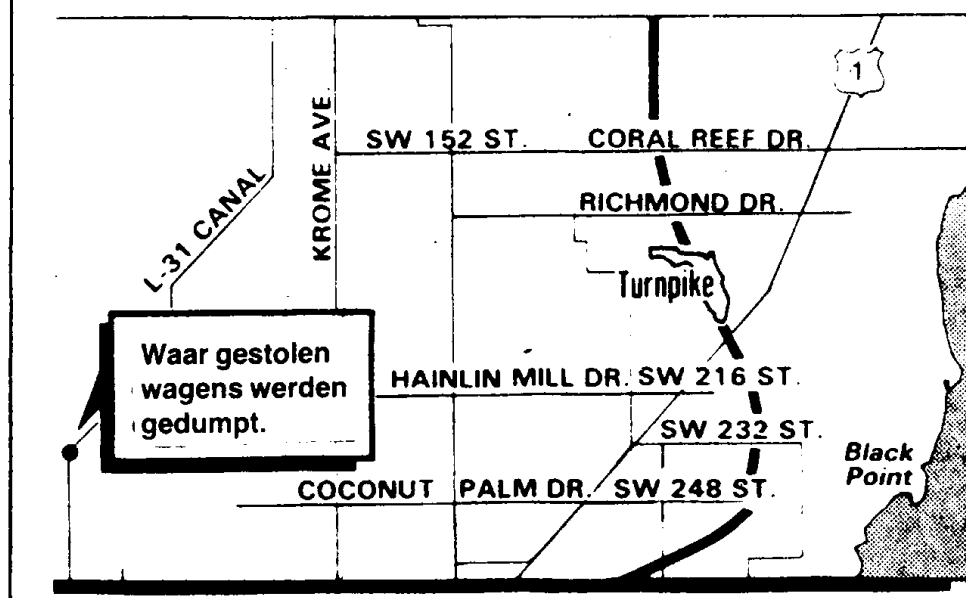 1
SW 152 ST. CORAL REEF DR.
KROME AVE.
RICHMOND DR.
L-31 CANAL
Turnpike
Waar gestolen
wagens werden
gedumpt.
HAINLIN MILL DR. SW 216 ST.
SW 232 ST.
Black
Point
COCONUT PALM DR. SW 248 ST.